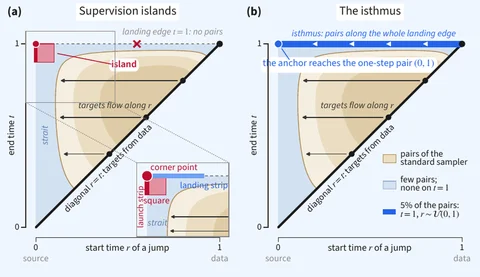 (a) Supervision islands
landing edge t = 1: no pairs
island
targets flow along r
strait
diagonal r = r: targets from data
corner point
landing strip
launch strip
square
strait
end time t
1
0
0
1
start time r of a jump
source
data
(b) The isthmus
isthmus: pairs along the whole landing edge
the anchor reaches the one-step pair (0, 1)
targets flow along r
diagonal r = r: targets from data
end time t
1
0
0
1
start time r of a jump
source
data
pairs of the
standard sampler
few pairs;
none on t = 1
5% of the pairs:
t = 1, r ~ U(0, 1)